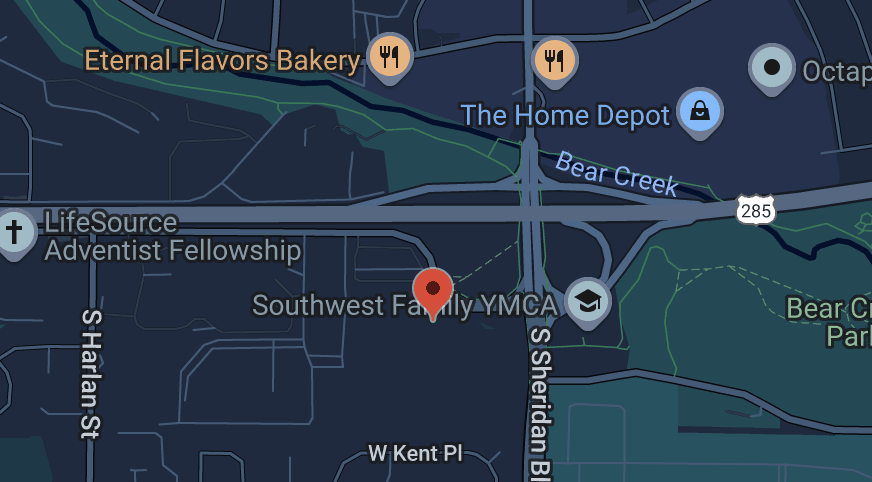 Eternal Flavors Bakery
Octap
The Home Depot
Bear Creek
285
LifeSource
Adventist Fellowship
Southwest Family YMCA
Bear Cr
Park
S Harlan St
S Sheridan Bl
W Kent Pl